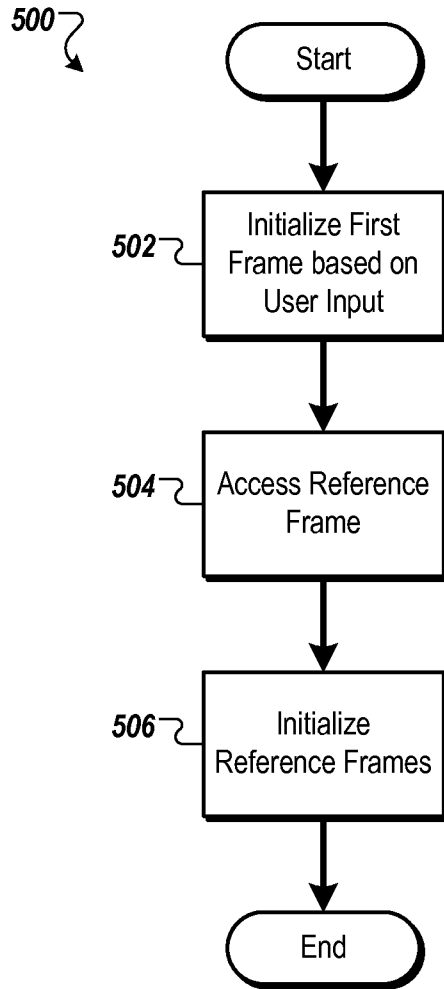 500
Start
502
Initialize First
Frame based on
User Input
504
Access Reference
Frame
506
Initialize
Reference Frames
End